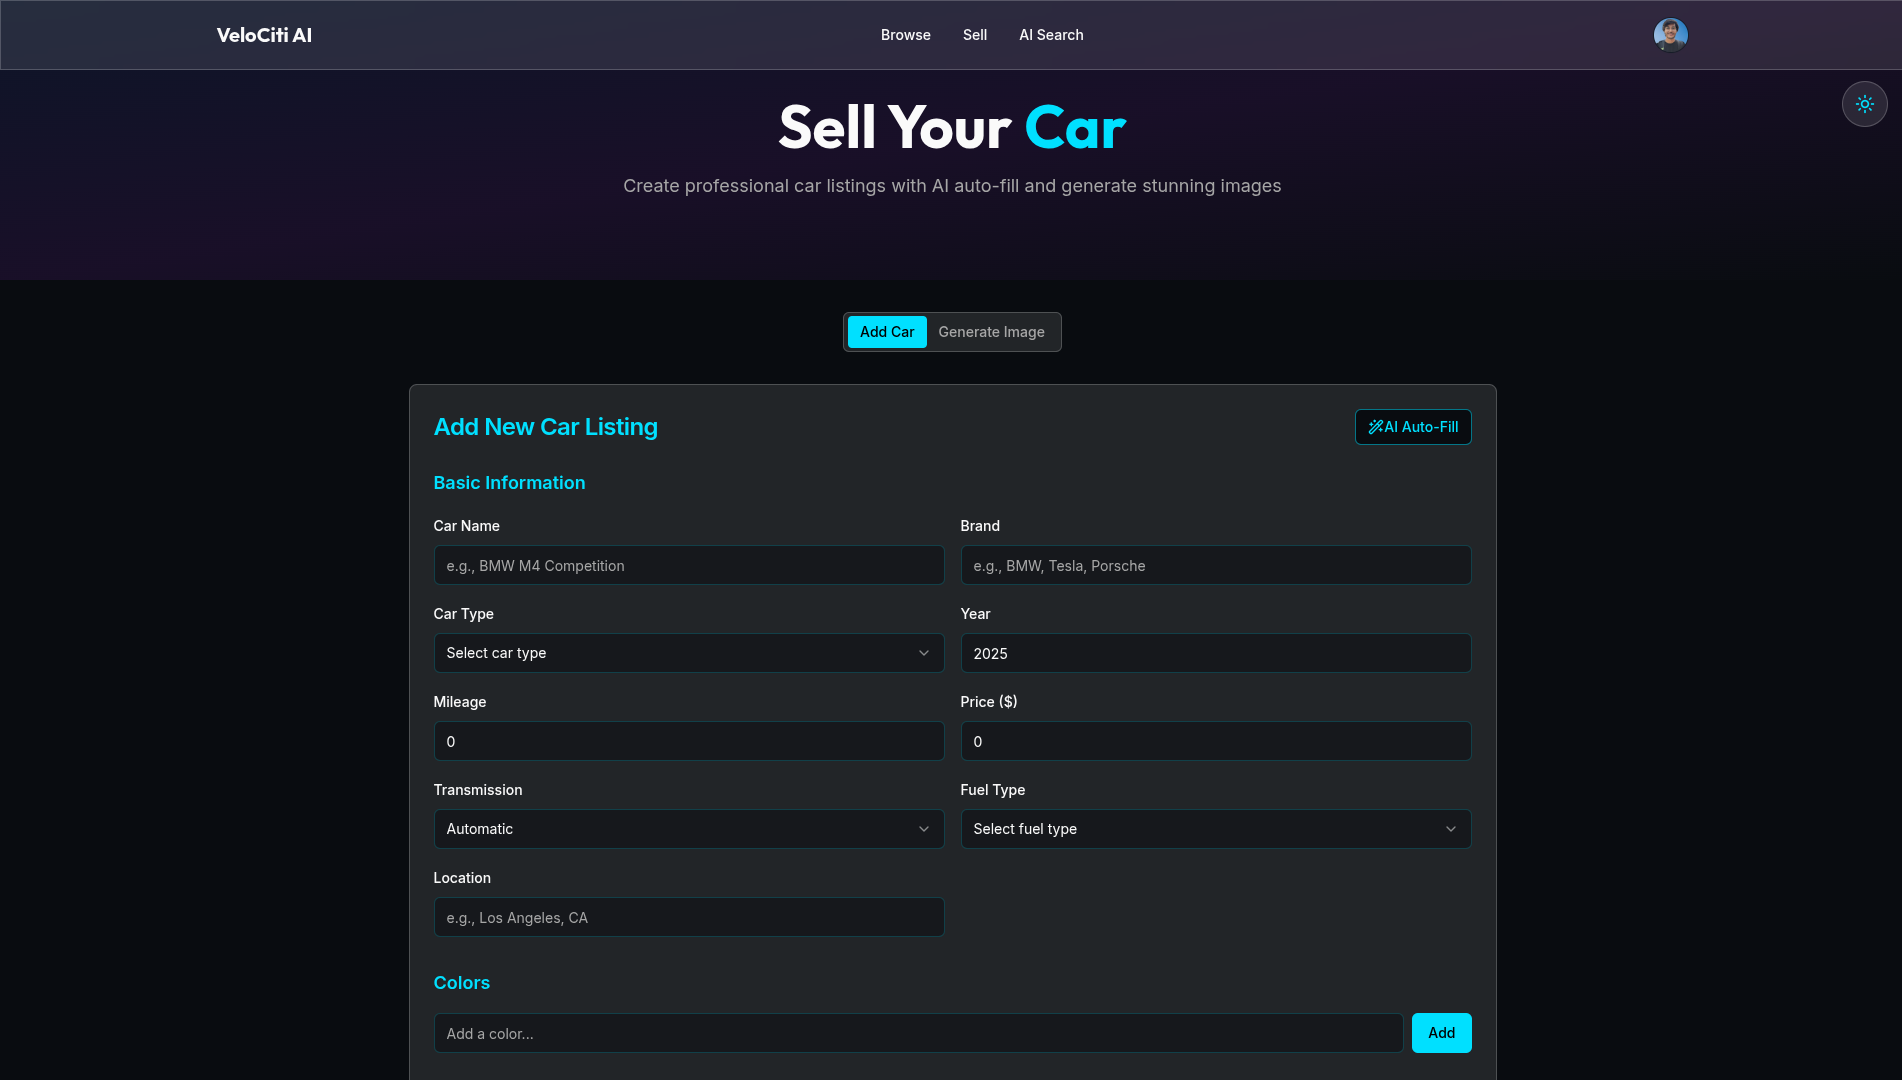 VeloCiti AI
Browse Sell AI Search
Sell Your Car
Create professional car listings with AI auto-fill and generate stunning images
Add Car Generate Image
Add New Car Listing
AI Auto-Fill
Basic Information
Car Name Brand
e.g., BMW M4 Competition e.g., BMW, Tesla, Porsche
Car Type Year
Select car type 2025
Mileage Price ($)
0 0
Transmission Fuel Type
Automatic Select fuel type
Location
e.g., Los Angeles, CA
Colors
Add a color... Add